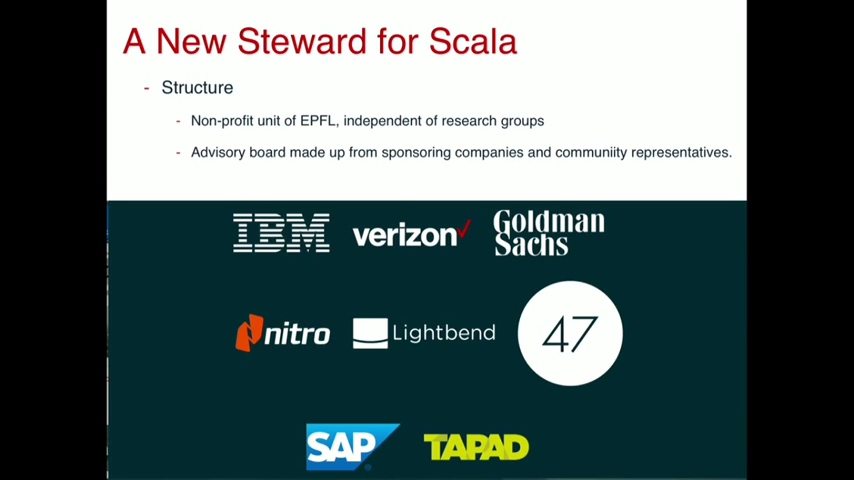 A New Steward for Scala
- Structure
- Non-profit unit of EPFL, independent of research groups
- Advisory board made up from sponsoring companies and communiity representatives.
IBM verizon Goldman Sachs
nitro Lightbend 47
SAP TAPAD